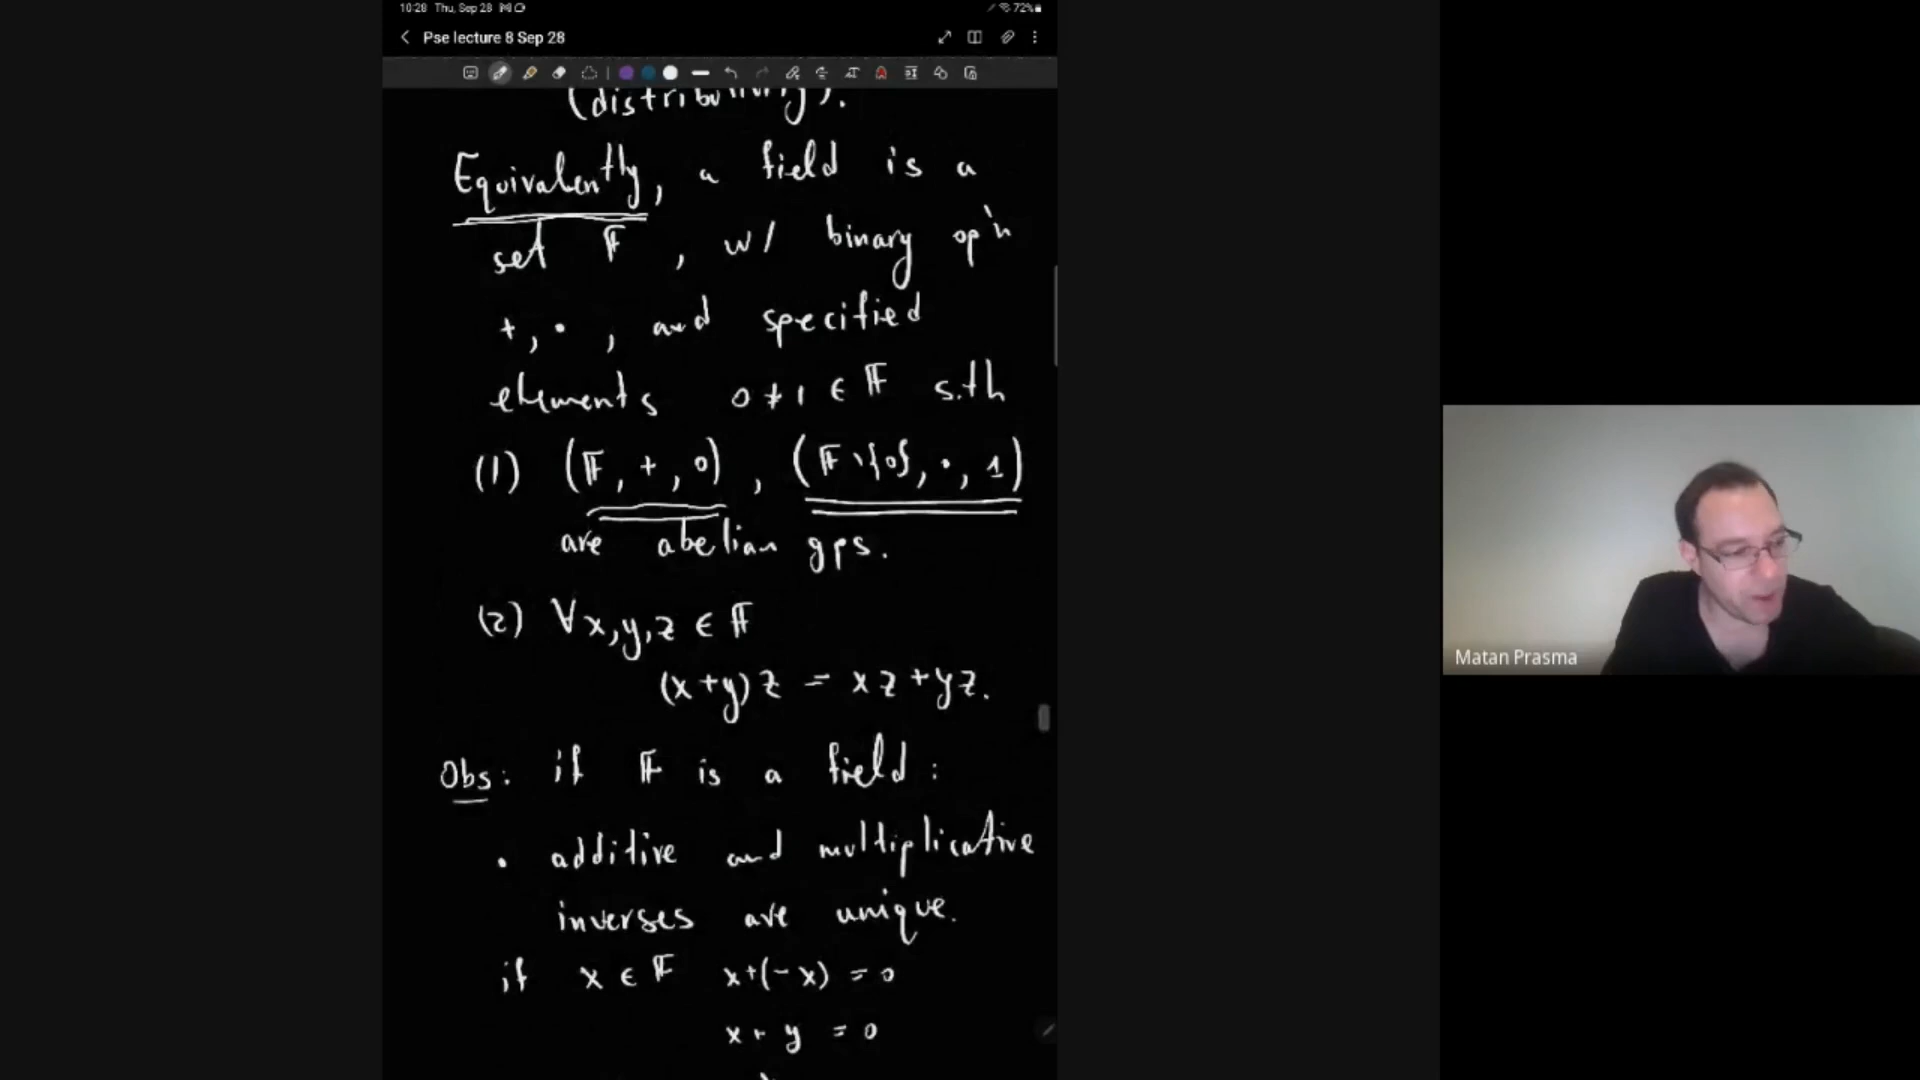 10:28 Thu, Sep 28
72%
Pse lecture 8 Sep 28
(distributivity).
Equivalently, a field is a
set 𝔽, w/ binary op'n
+, ·, and specified
elements 0 ≠ 1 ∈ 𝔽 s.th
(1) (𝔽, +, 0), (𝔽\{0}, ·, 1)
are abelian gps.
(2) ∀x,y,z ∈ 𝔽
(x+y)z = xz+yz.
Obs: if 𝔽 is a field:
· additive and multiplicative
inverses are unique.
if x ∈ 𝔽 x+(-x) = 0
x + y = 0
Matan Prasma